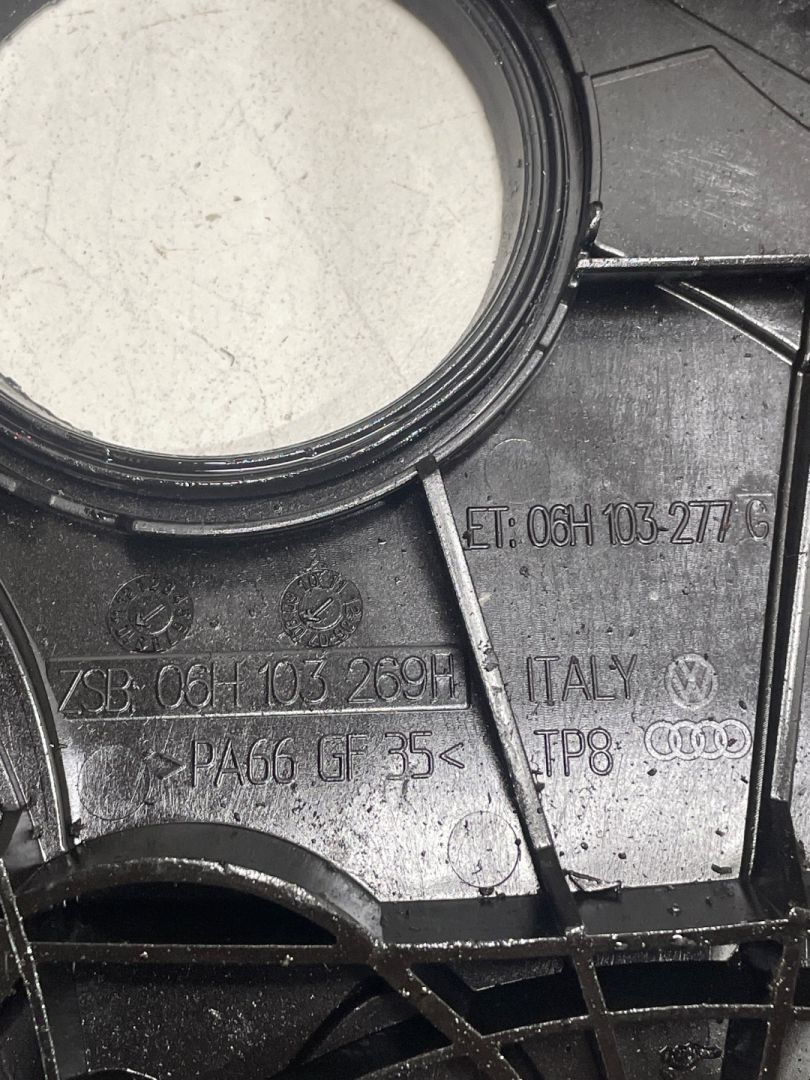 ET: 06H 103-277 G
ZSB: 06H 103 269H
ITALY
>PA66 GF 35<
TP8